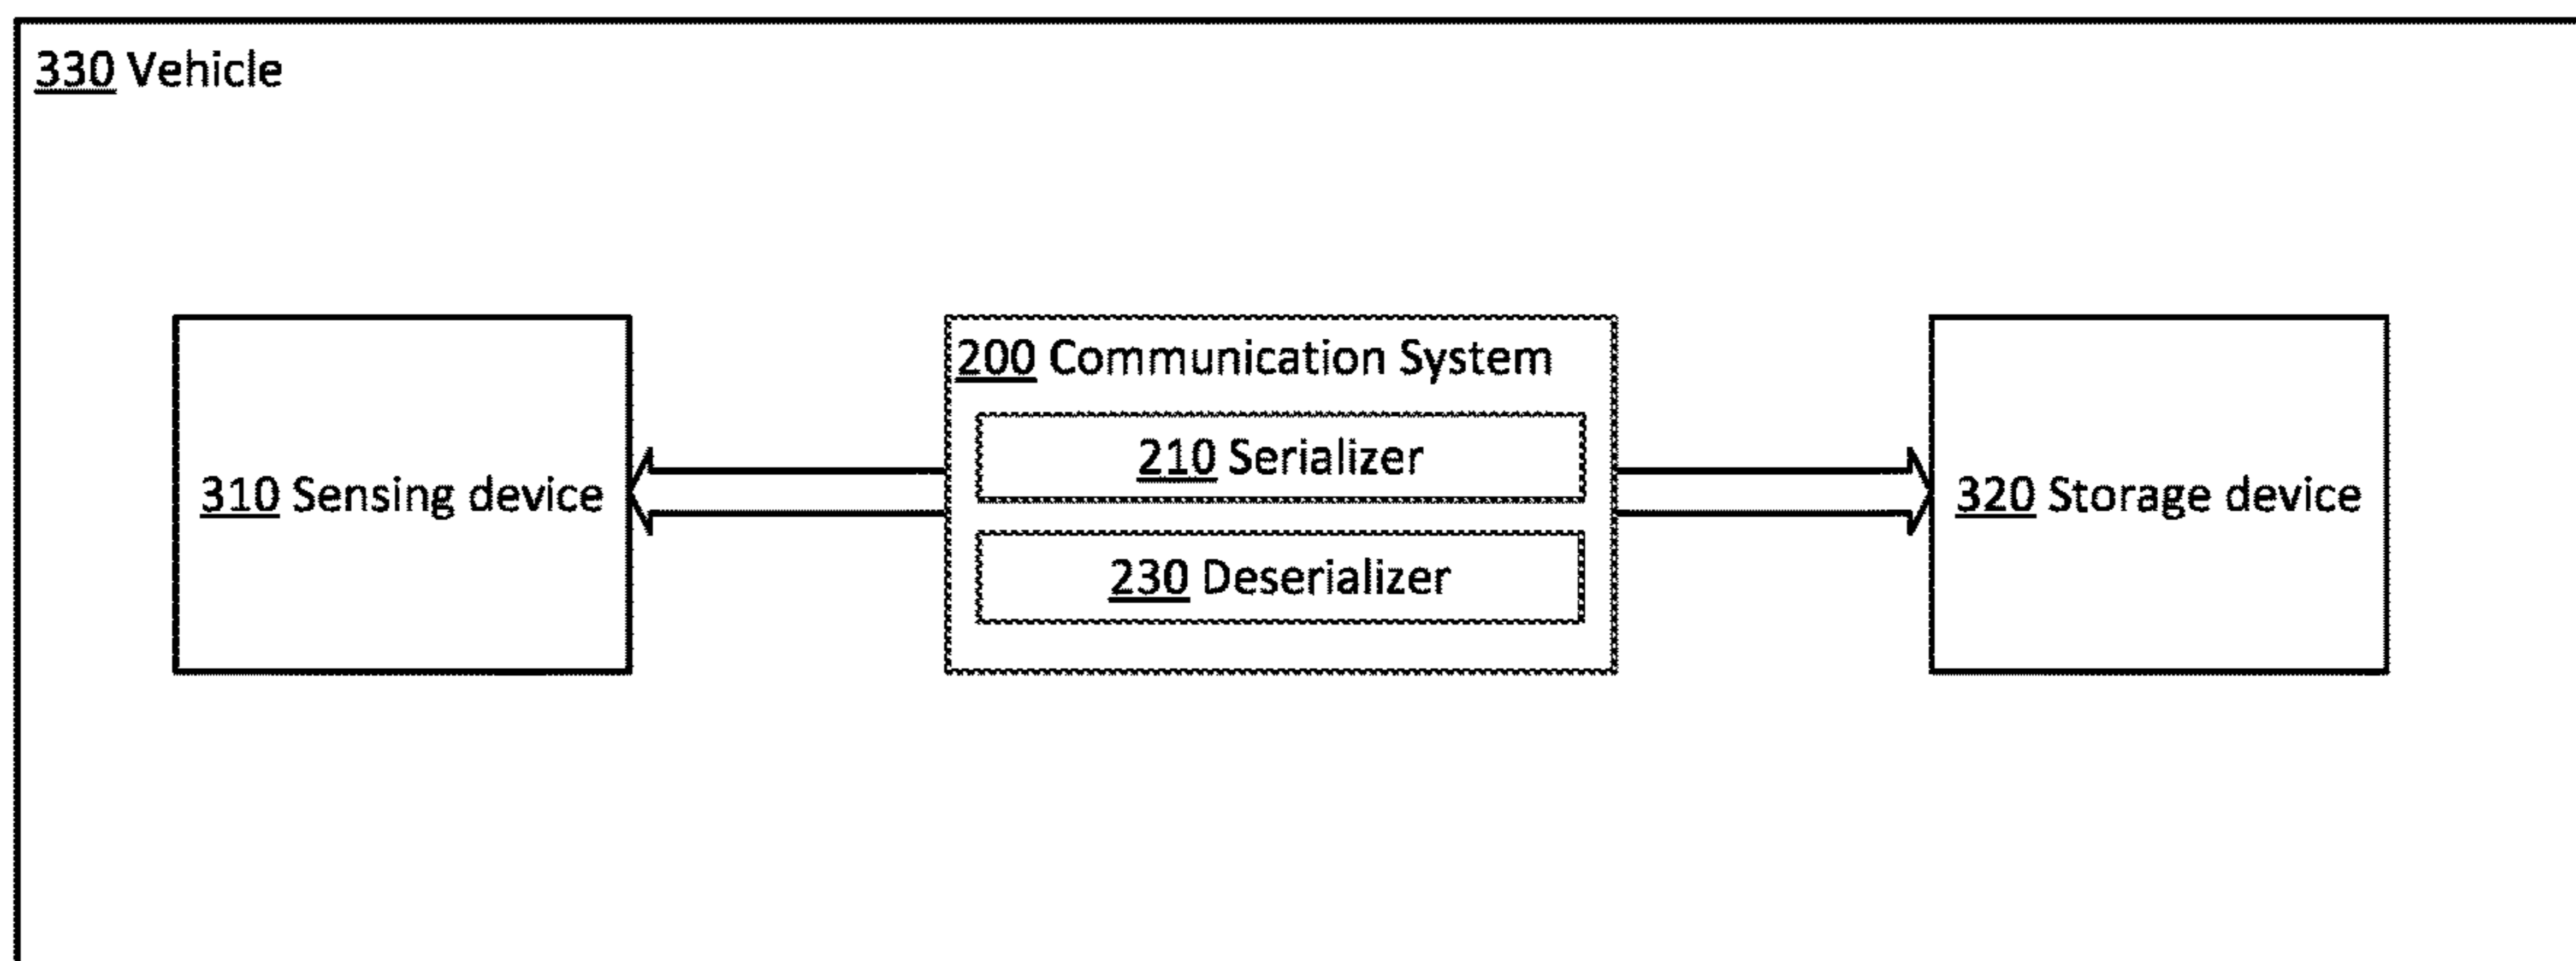 330 Vehicle
200 Communication System
210 Serializer
310 Sensing device
320 Storage device
230 Deserializer